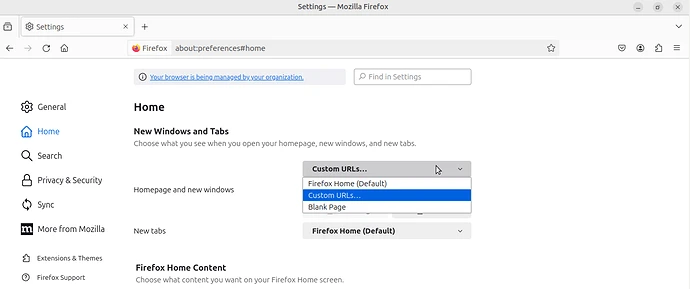 Settings — Mozilla Firefox
Settings
Firefox
about:preferences#home
Your browser is being managed by your organization.
Find in Settings
General
Home
Search
Privacy & Security
Sync
More from Mozilla
Extensions & Themes
Firefox Support
Home
New Windows and Tabs
Choose what you see when you open your homepage, new windows, and new tabs.
Homepage and new windows
Custom URLs...
Firefox Home (Default)
Custom URLs...
Blank Page
New tabs
Firefox Home (Default)
Firefox Home Content
Choose what content you want on your Firefox Home screen.